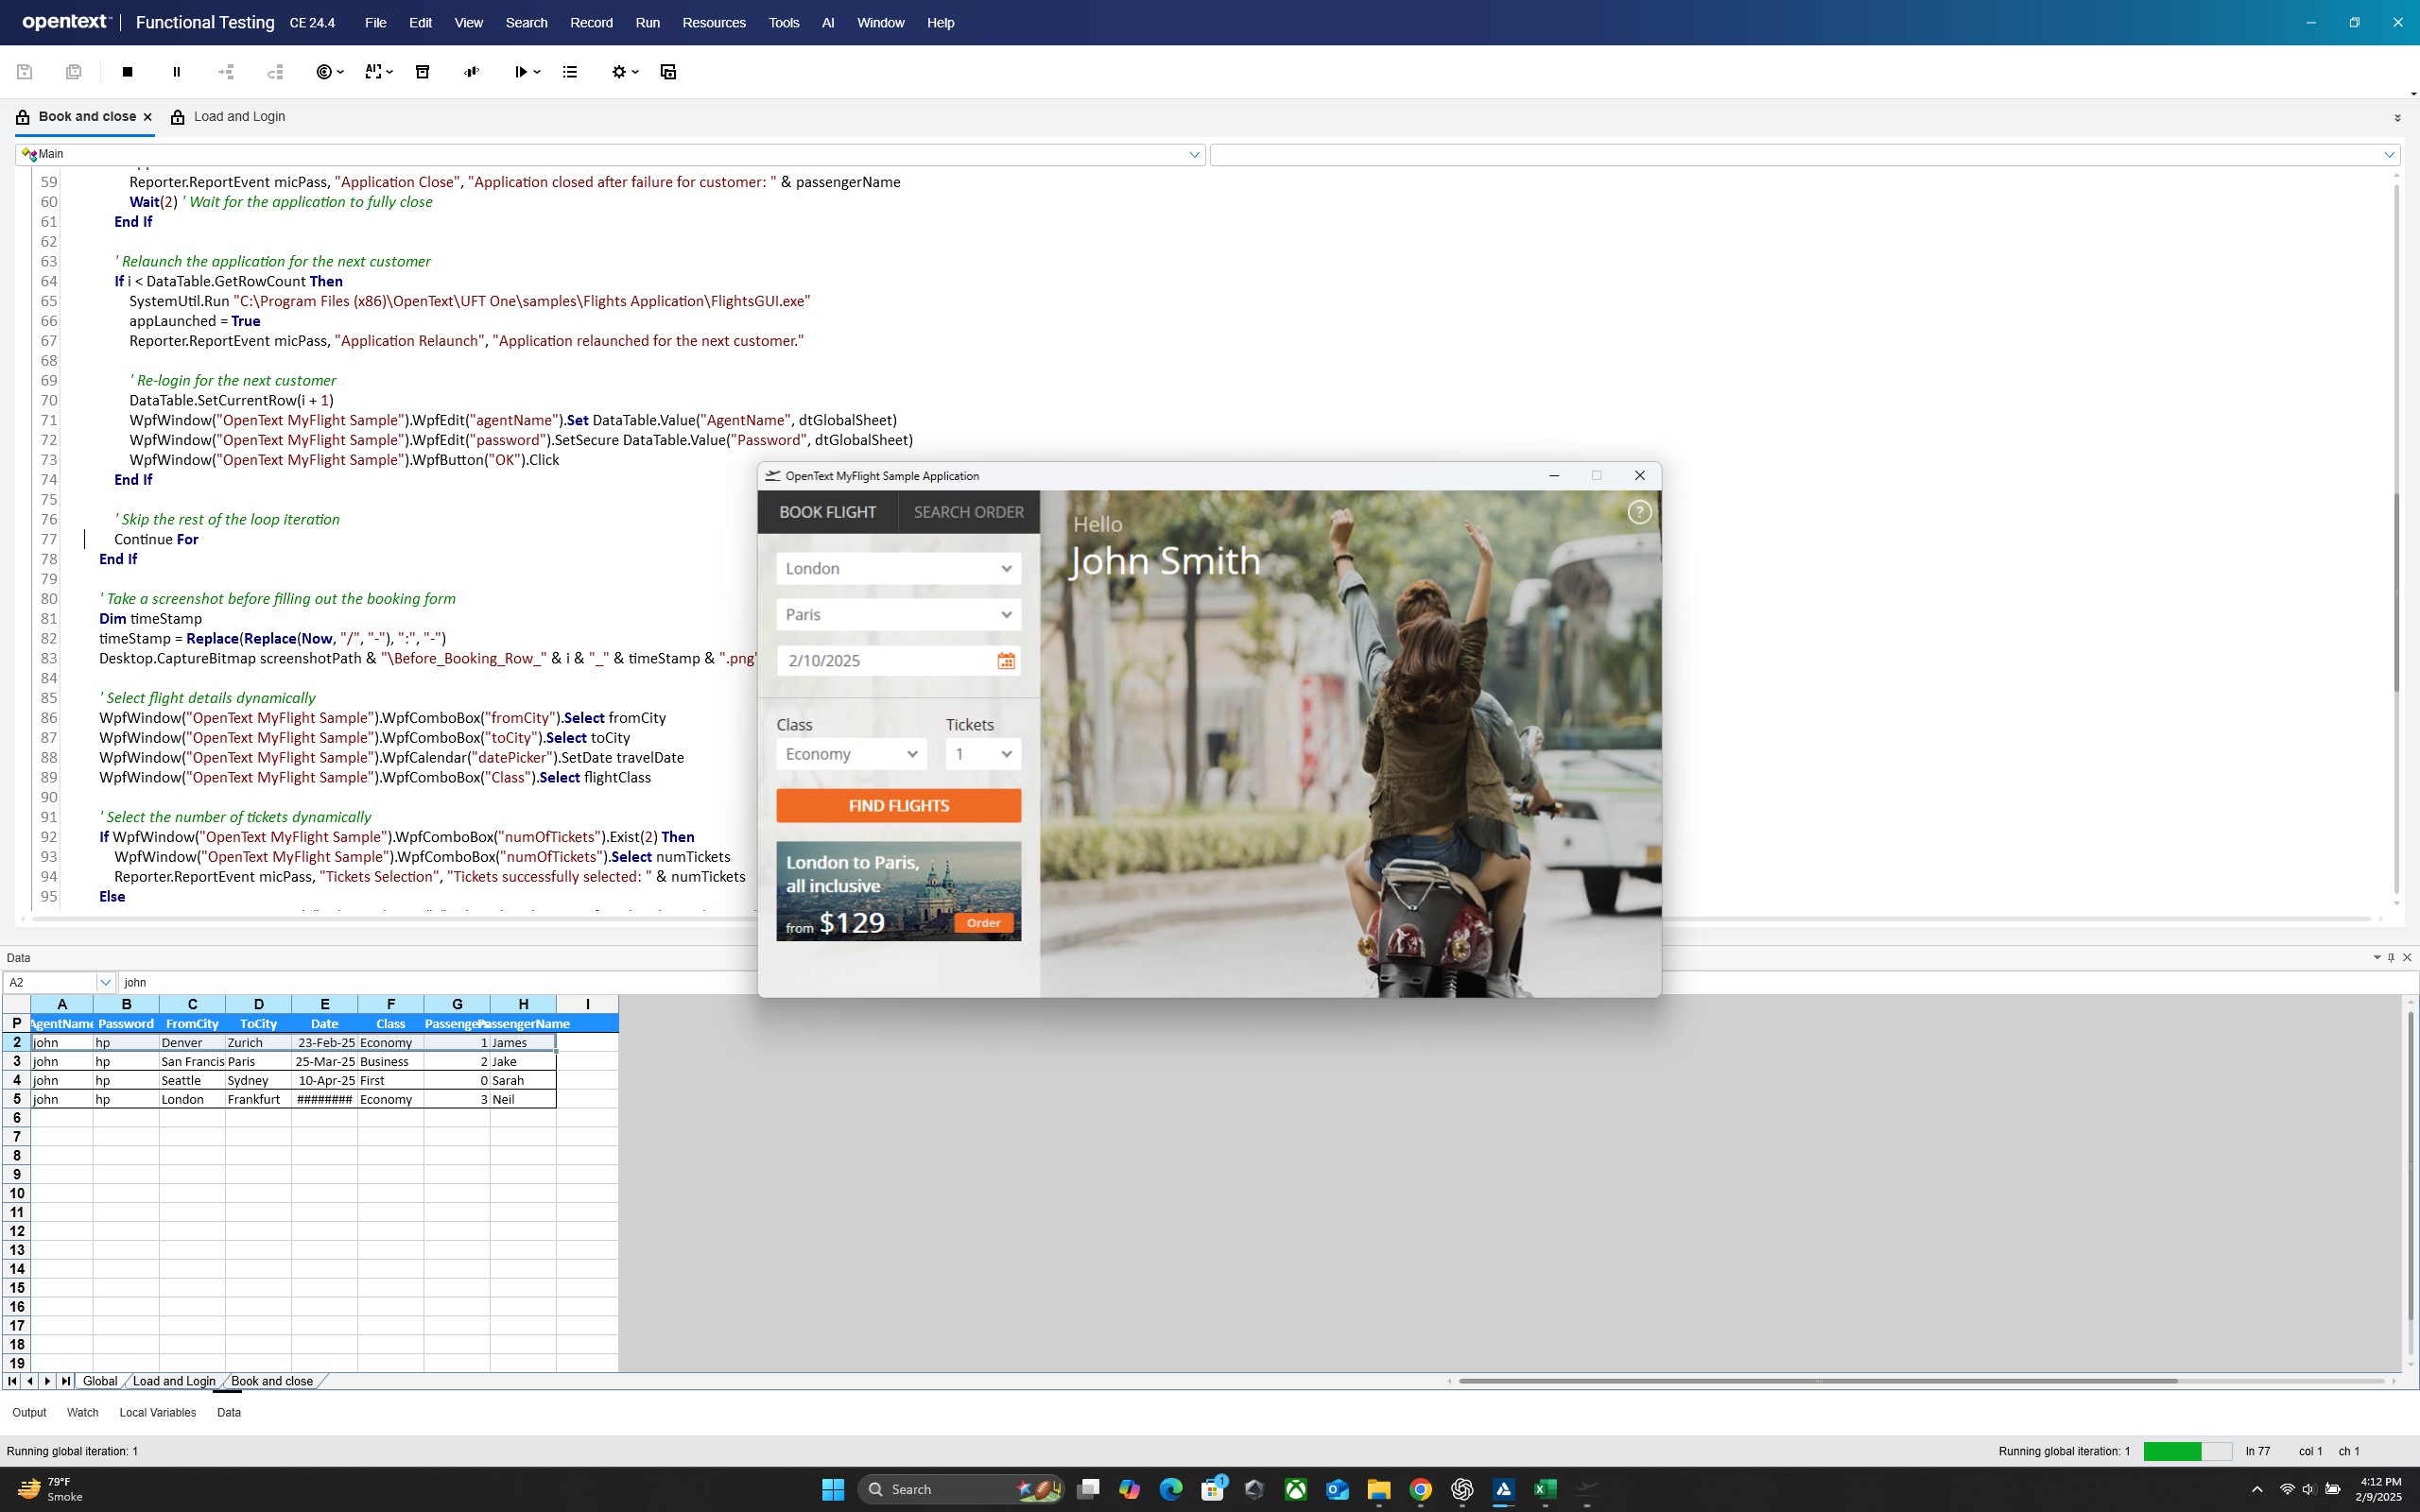 opentext™ | Functional Testing CE 24.4 File Edit View Search Record Run Resources Tools AI Window Help
Book and close Load and Login
Main
59 Reporter.ReportEvent micPass, "Application Close", "Application closed after failure for customer: " & passengerName
60 Wait(2) ' Wait for the application to fully close
61 End If
62
63 ' Relaunch the application for the next customer
64 If i < DataTable.GetRowCount Then
65 SystemUtil.Run "C:\Program Files (x86)\OpenText\UFT One\samples\Flights Application\FlightsGUI.exe"
66 appLaunched = True
67 Reporter.ReportEvent micPass, "Application Relaunch", "Application relaunched for the next customer."
68
69 ' Re-login for the next customer
70 DataTable.SetCurrentRow(i + 1)
71 WpfWindow("OpenText MyFlight Sample").WpfEdit("agentName").Set DataTable.Value("AgentName", dtGlobalSheet)
72 WpfWindow("OpenText MyFlight Sample").WpfEdit("password").SetSecure DataTable.Value("Password", dtGlobalSheet)
73 WpfWindow("OpenText MyFlight Sample").WpfButton("OK").Click
74 End If
75
76 ' Skip the rest of the loop iteration
77 Continue For
78 End If
79
80 ' Take a screenshot before filling out the booking form
81 Dim timeStamp
82 timeStamp = Replace(Replace(Now, "/", "-"), ":", "-")
83 Desktop.CaptureBitmap screenshotPath & "\Before_Booking_Row_" & i & "_" & timeStamp & ".png"
84
85 ' Select flight details dynamically
86 WpfWindow("OpenText MyFlight Sample").WpfComboBox("fromCity").Select fromCity
87 WpfWindow("OpenText MyFlight Sample").WpfComboBox("toCity").Select toCity
88 WpfWindow("OpenText MyFlight Sample").WpfCalendar("datePicker").SetDate travelDate
89 WpfWindow("OpenText MyFlight Sample").WpfComboBox("Class").Select flightClass
90
91 ' Select the number of tickets dynamically
92 If WpfWindow("OpenText MyFlight Sample").WpfComboBox("numOfTickets").Exist(2) Then
93 WpfWindow("OpenText MyFlight Sample").WpfComboBox("numOfTickets").Select numTickets
94 Reporter.ReportEvent micPass, "Tickets Selection", "Tickets successfully selected: " & numTickets
95 Else
OpenText MyFlight Sample Application
BOOK FLIGHT SEARCH ORDER
?
Hello
John Smith
London
Paris
2/10/2025
Class Tickets
Economy 1
FIND FLIGHTS
London to Paris,
all inclusive
from $129 Order
Data
A2 john
A B C D E F G H I
P AgentName Password FromCity ToCity Date Class Passengers PassengerName
2 john hp Denver Zurich 23-Feb-25 Economy 1 James
3 john hp San Francis Paris 25-Mar-25 Business 2 Jake
4 john hp Seattle Sydney 10-Apr-25 First 0 Sarah
5 john hp London Frankfurt ######## Economy 3 Neil
6
7
8
9
10
11
12
13
14
15
16
17
18
19
Global Load and Login Book and close
Output Watch Local Variables Data
Running global iteration: 1 Running global iteration: 1 ln 77 col 1 ch 1
79°F
Smoke
Search
1
4:12 PM
2/9/2025